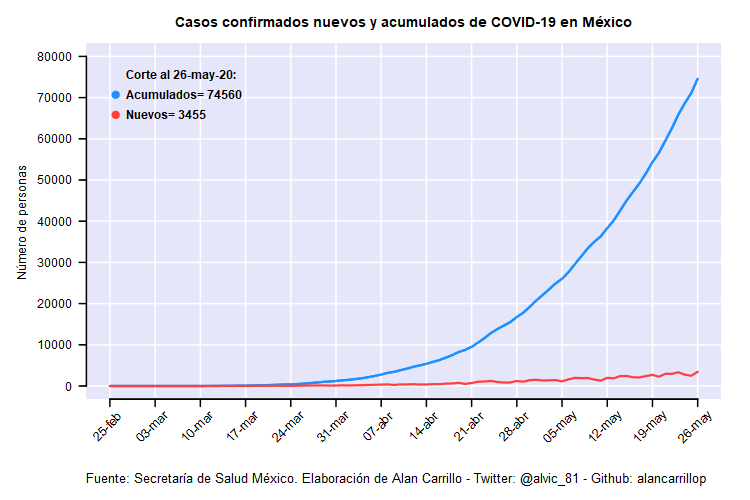 Casos confirmados nuevos y acumulados de COVID-19 en México
80000
70000
60000
50000
40000
30000
20000
10000
0
Número de personas
Corte al 26-may-20:
Acumulados= 74560
Nuevos= 3455
25-feb
03-mar
10-mar
17-mar
24-mar
31-mar
07-abr
14-abr
21-abr
28-abr
05-may
12-may
19-may
26-may
Fuente: Secretaría de Salud México. Elaboración de Alan Carrillo - Twitter: @alvic_81 - Github: alancarrillop